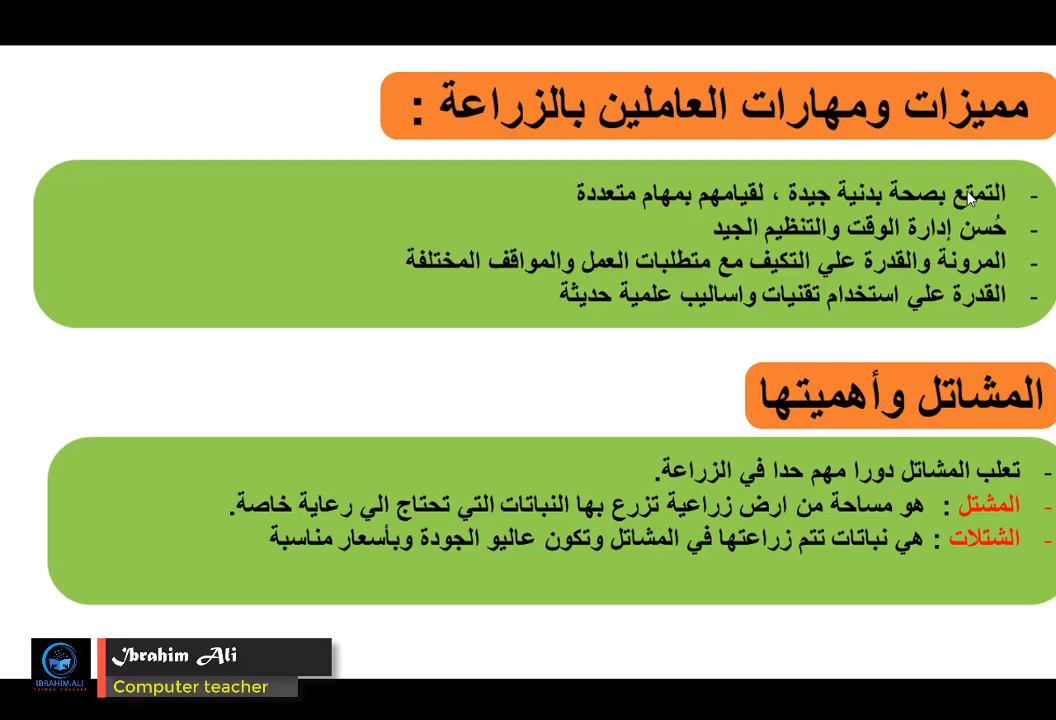 مميزات ومهارات العاملين بالزراعة :
- التمتع بصحة بدنية جيدة ، لقيامهم بمهام متعددة
- حُسن إدارة الوقت والتنظيم الجيد
- المرونة والقدرة علي التكيف مع متطلبات العمل والمواقف المختلفة
- القدرة علي استخدام تقنيات واساليب علمية حديثة
المشاتل وأهميتها
- تعلب المشاتل دورا مهم حدا في الزراعة.
- المشتل : هو مساحة من ارض زراعية تزرع بها النباتات التي تحتاج الي رعاية خاصة.
- الشتلات : هي نباتات تتم زراعتها في المشاتل وتكون عاليو الجودة وبأسعار مناسبة
Ibrahim Ali
Computer teacher
IBRAHIM.ALI